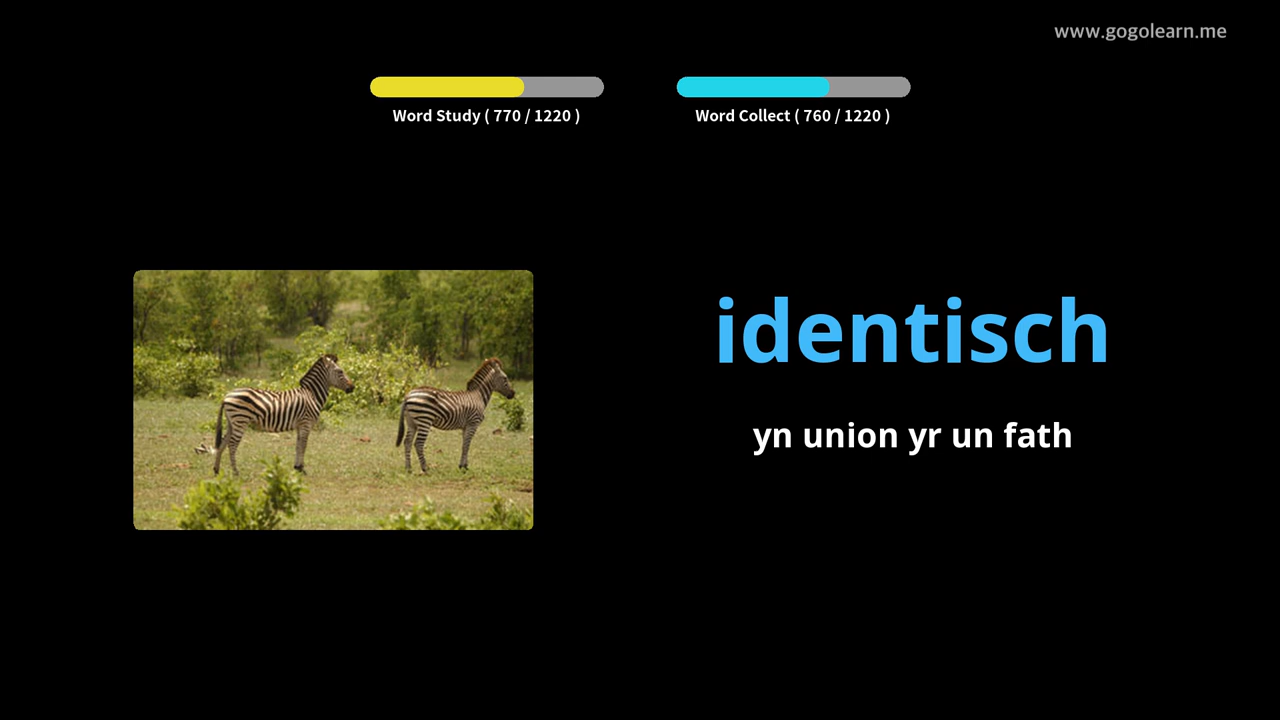 www.gogolearn.me
Word Study ( 770 / 1220 )
Word Collect ( 760 / 1220 )
identisch
yn union yr un fath